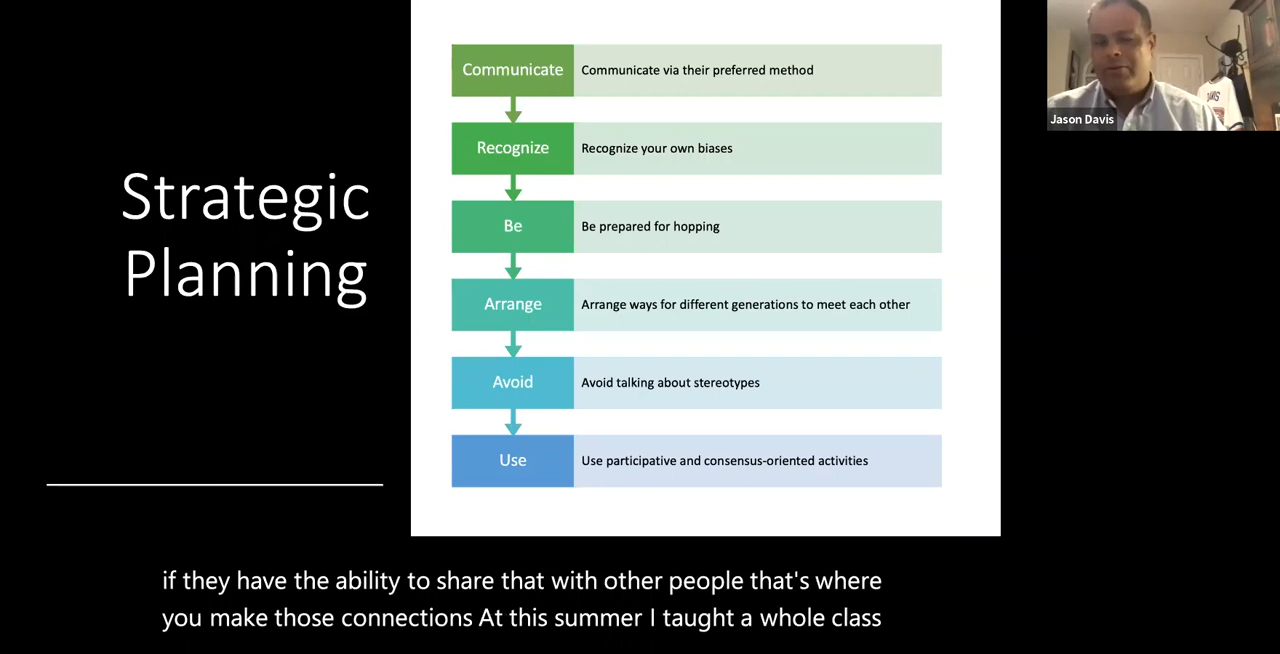 Strategic
Planning
Communicate
Communicate via their preferred method
Recognize
Recognize your own biases
Be
Be prepared for hopping
Arrange
Arrange ways for different generations to meet each other
Avoid
Avoid talking about stereotypes
Use
Use participative and consensus-oriented activities
Jason Davis
if they have the ability to share that with other people that's where
you make those connections At this summer I taught a whole class